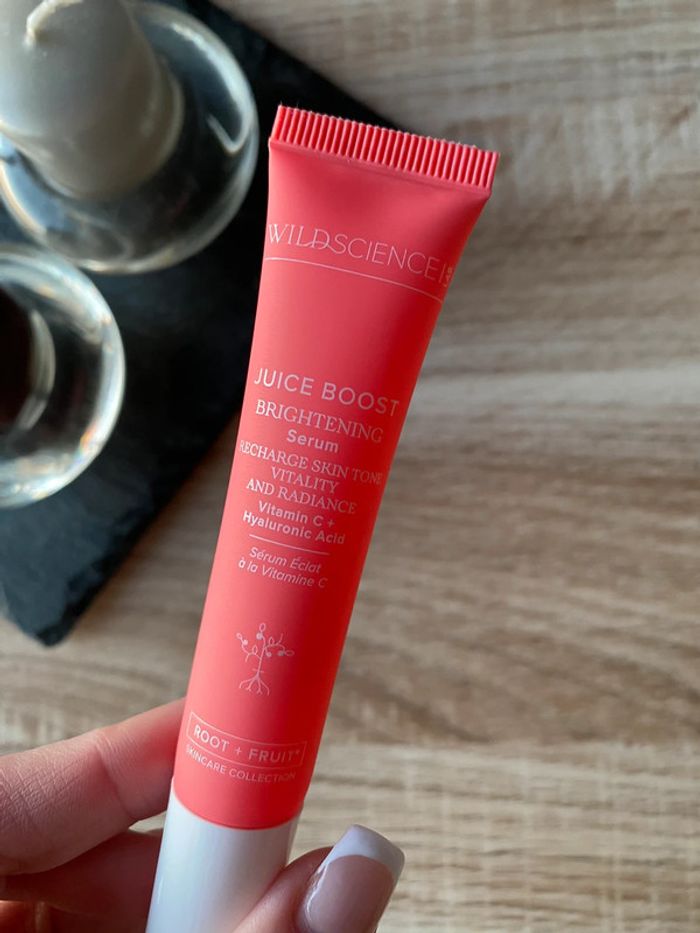 WILDSCIENCE
JUICE BOOST
BRIGHTENING
Serum
RECHARGE SKIN TONE
VITALITY
AND RADIANCE
Vitamin C +
Hyaluronic Acid
Sérum Éclat
à la Vitamine C
ROOT + FRUIT*
SKINCARE COLLECTION